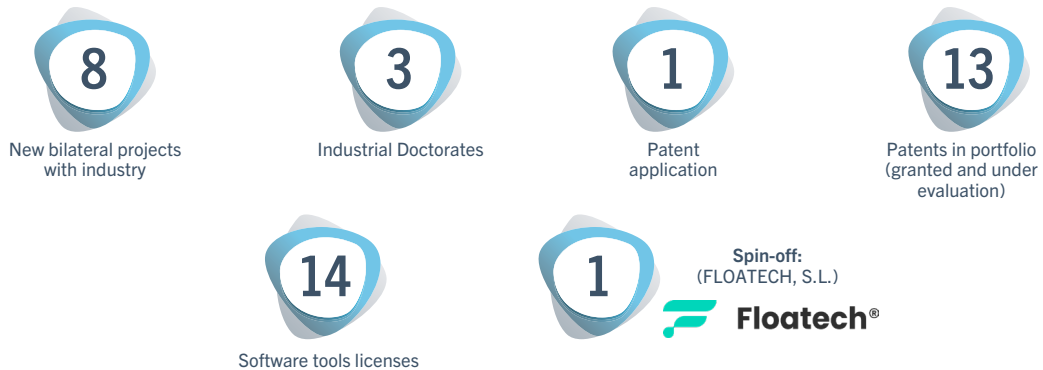 8
New bilateral projects
with industry
3
Industrial Doctorates
1
Patent
application
13
Patents in portfolio
(granted and under
evaluation)
14
Software tools licenses
1
Spin-off:
(FLOATECH, S.L.)
Floatech®